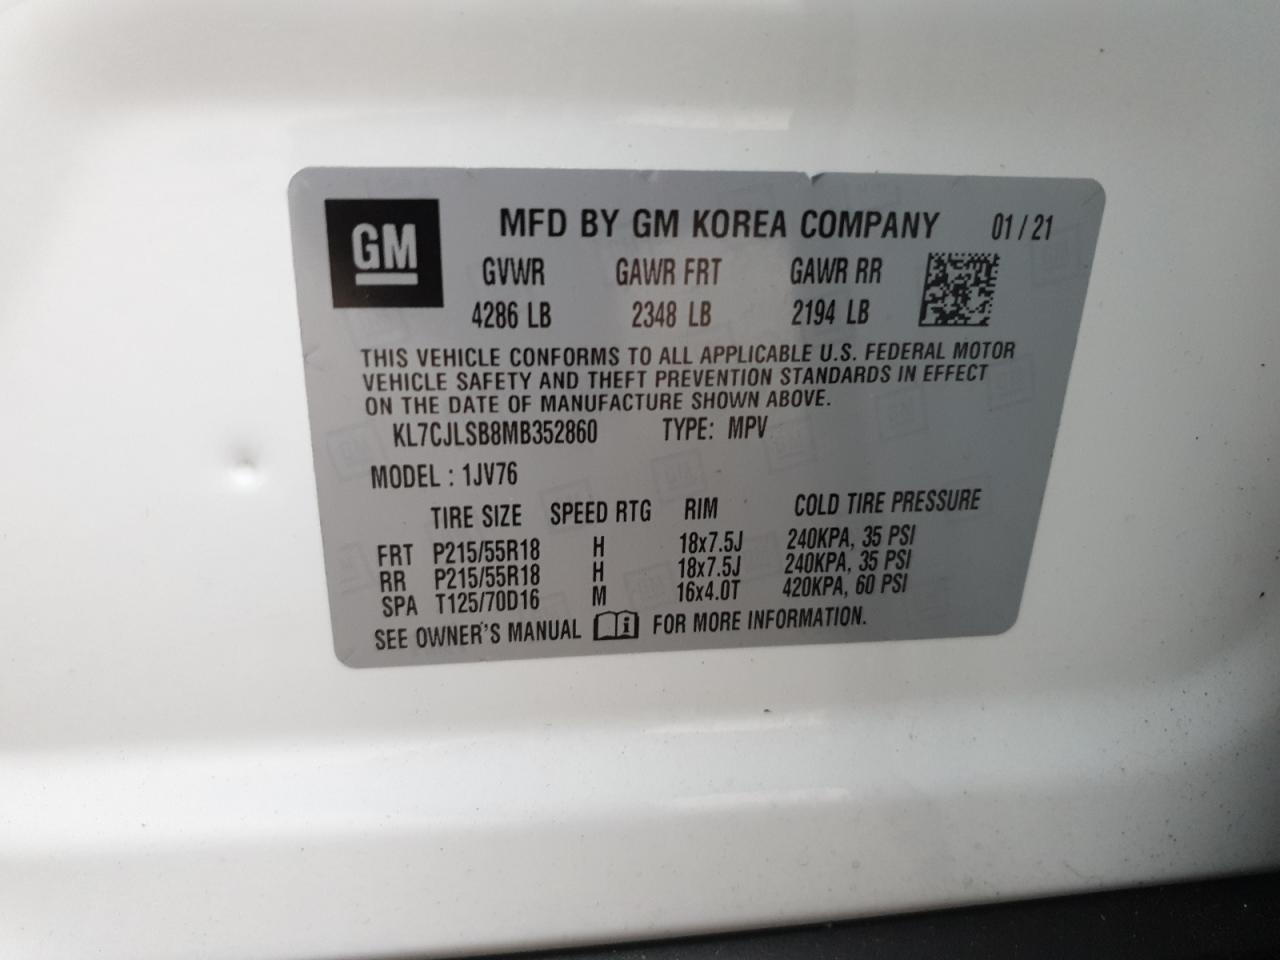 GM
MFD BY GM KOREA COMPANY 01/21
GVWR GAWR FRT GAWR RR
4286 LB 2348 LB 2194 LB
THIS VEHICLE CONFORMS TO ALL APPLICABLE U.S. FEDERAL MOTOR
VEHICLE SAFETY AND THEFT PREVENTION STANDARDS IN EFFECT
ON THE DATE OF MANUFACTURE SHOWN ABOVE.
KL7CJLSB8MB352860 TYPE: MPV
MODEL : 1JV76
TIRE SIZE SPEED RTG RIM COLD TIRE PRESSURE
FRT P215/55R18 H 18x7.5J 240KPA, 35 PSI
RR P215/55R18 H 18x7.5J 240KPA, 35 PSI
SPA T125/70D16 M 16x4.0T 420KPA, 60 PSI
SEE OWNER'S MANUAL i FOR MORE INFORMATION.